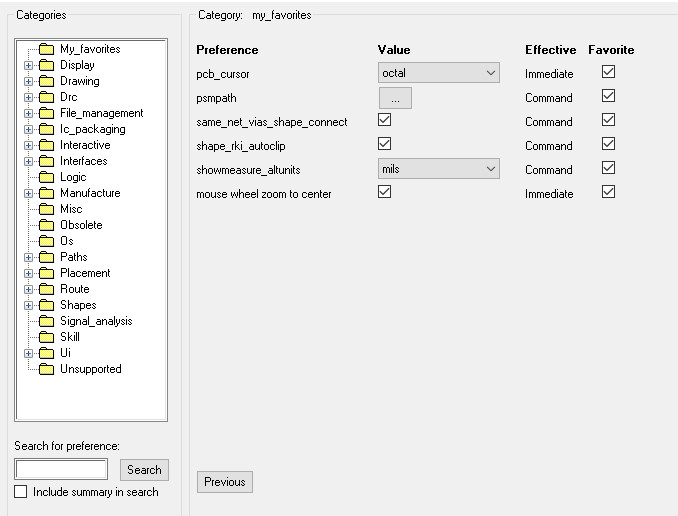 Categories
My_favorites
Display
Drawing
Drc
File_management
Ic_packaging
Interactive
Interfaces
Logic
Manufacture
Misc
Obsolete
Os
Paths
Placement
Route
Shapes
Signal_analysis
Skill
Ui
Unsupported
Search for preference:
Search
Include summary in search
Category: my_favorites
Preference Value Effective Favorite
pcb_cursor octal Immediate
psmpath ... Command
same_net_vias_shape_connect Command
shape_rki_autoclip Command
showmeasure_altunits mils Command
mouse wheel zoom to center Immediate
Previous